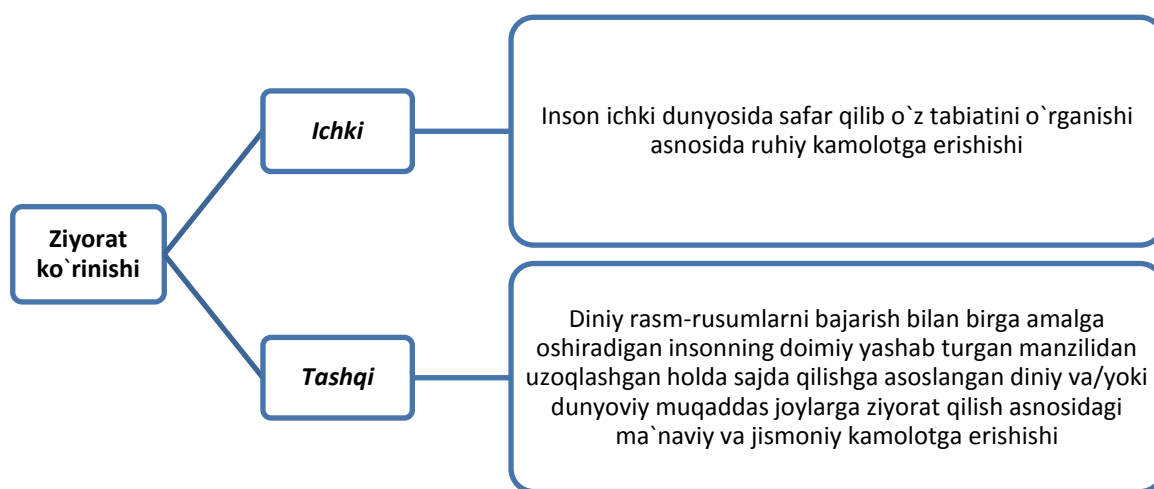 Ziyorat
ko`rinishi
Ichki
Inson ichki dunyosida safar qilib o`z tabiatini o`rganishi
asnosida ruhiy kamolotga erishishi
Tashqi
Diniy rasm-rusumlarni bajarish bilan birga amalga
oshiradigan insonning doimiy yashab turgan manzilidan
uzoqlashgan holda sajda qilishga asoslangan diniy va/yoki
dunyoviy muqaddas joylarga ziyorat qilish asnosidagi
ma`naviy va jismoniy kamolotga erishishi